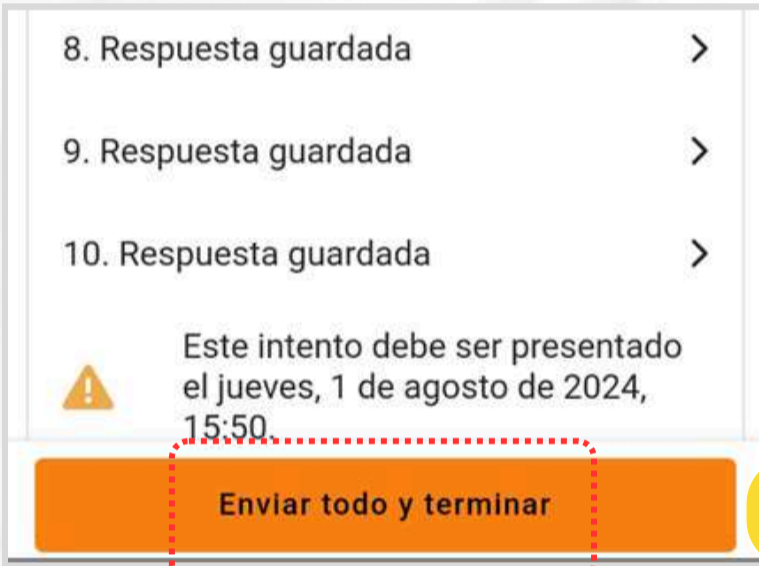 8. Respuesta guardada
9. Respuesta guardada
10. Respuesta guardada
Este intento debe ser presentado
el jueves, 1 de agosto de 2024,
15:50.
Enviar todo y terminar